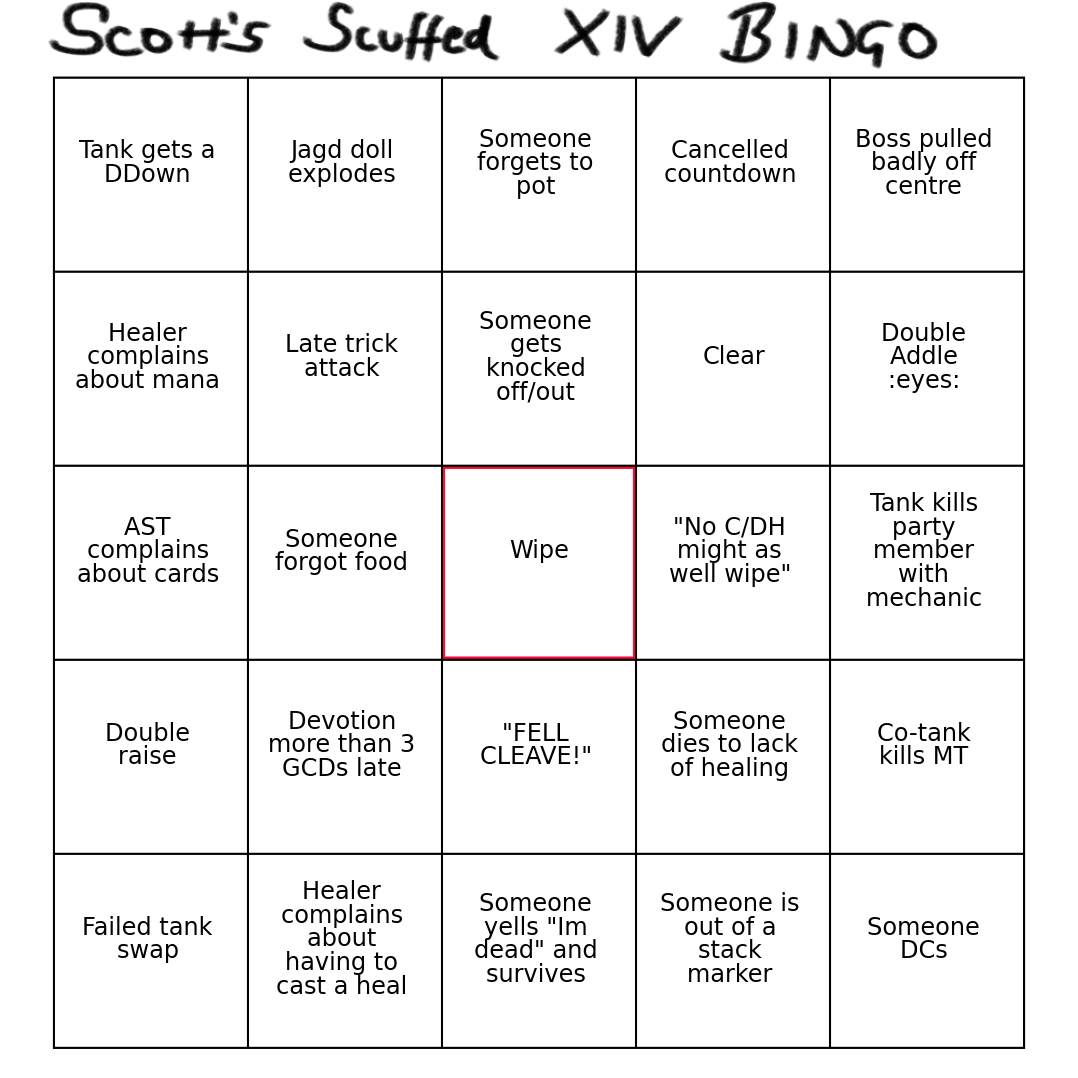 Scott's Scuffed XIV BINGO
Tank gets a
DDown
Jagd doll
explodes
Someone
forgets to
pot
Cancelled
countdown
Boss pulled
badly off
centre
Healer
complains
about mana
Late trick
attack
Someone
gets
knocked
off/out
Clear
Double
Addle
:eyes:
AST
complains
about cards
Someone
forgot food
Wipe
"No C/DH
might as
well wipe"
Tank kills
party
member
with
mechanic
Double
raise
Devotion
more than 3
GCDs late
"FELL
CLEAVE!"
Someone
dies to lack
of healing
Co-tank
kills MT
Failed tank
swap
Healer
complains
about
having to
cast a heal
Someone
yells "Im
dead" and
survives
Someone is
out of a
stack
marker
Someone
DCs